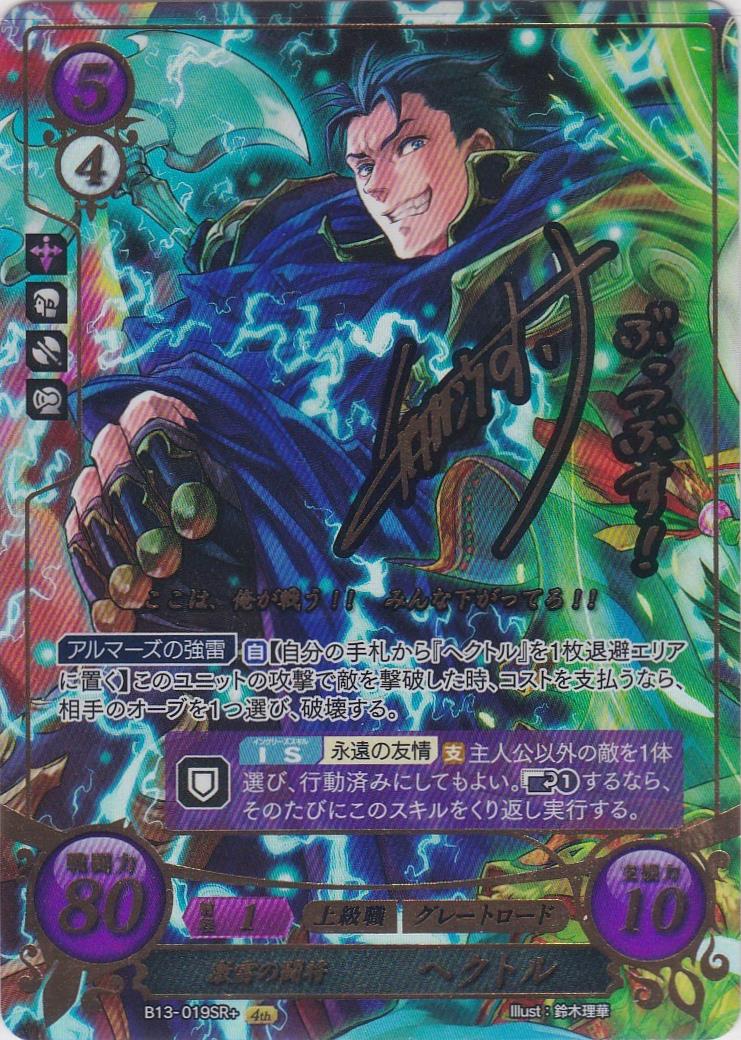 5
4
ぶっつぶす!
ここは、俺が戦う!! みんな下がってろ!!
アルマーズの強雷 自【自分の手札から『ヘクトル』を1枚退避エリア
に置く】このユニットの攻撃で敵を撃破した時、コストを支払うなら、
相手のオーブを1つ選び、破壊する。
イングリーズスキル
IS 永遠の友情 支 主人公以外の敵を1体
選び、行動済みにしてもよい。①するなら、
そのたびにこのスキルをくり返し実行する。
戦闘力
80
射程 1 上級職 グレートロード
支援力
10
ヘクトル
B13-019SR+ 4th Illust:鈴木理華